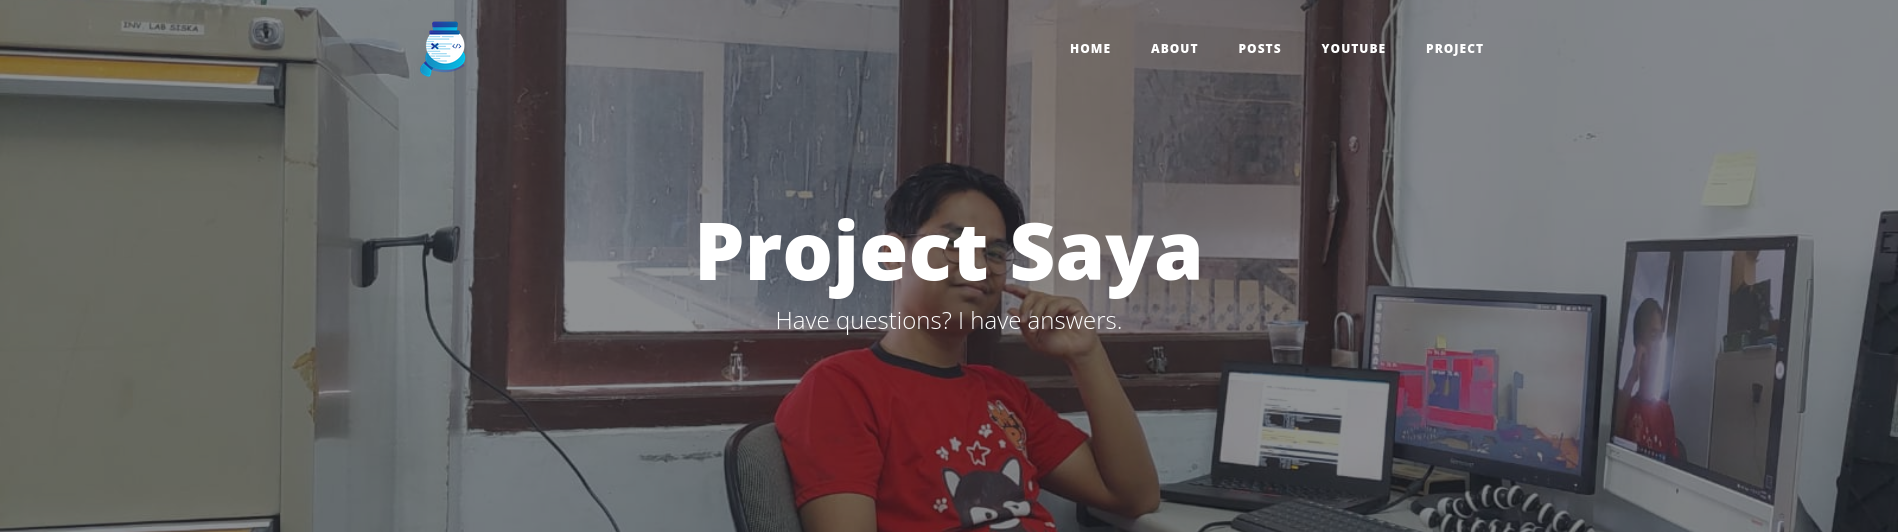 INV. LAB SISKA
HOME ABOUT POSTS YOUTUBE PROJECT
Project Saya
Have questions? I have answers.